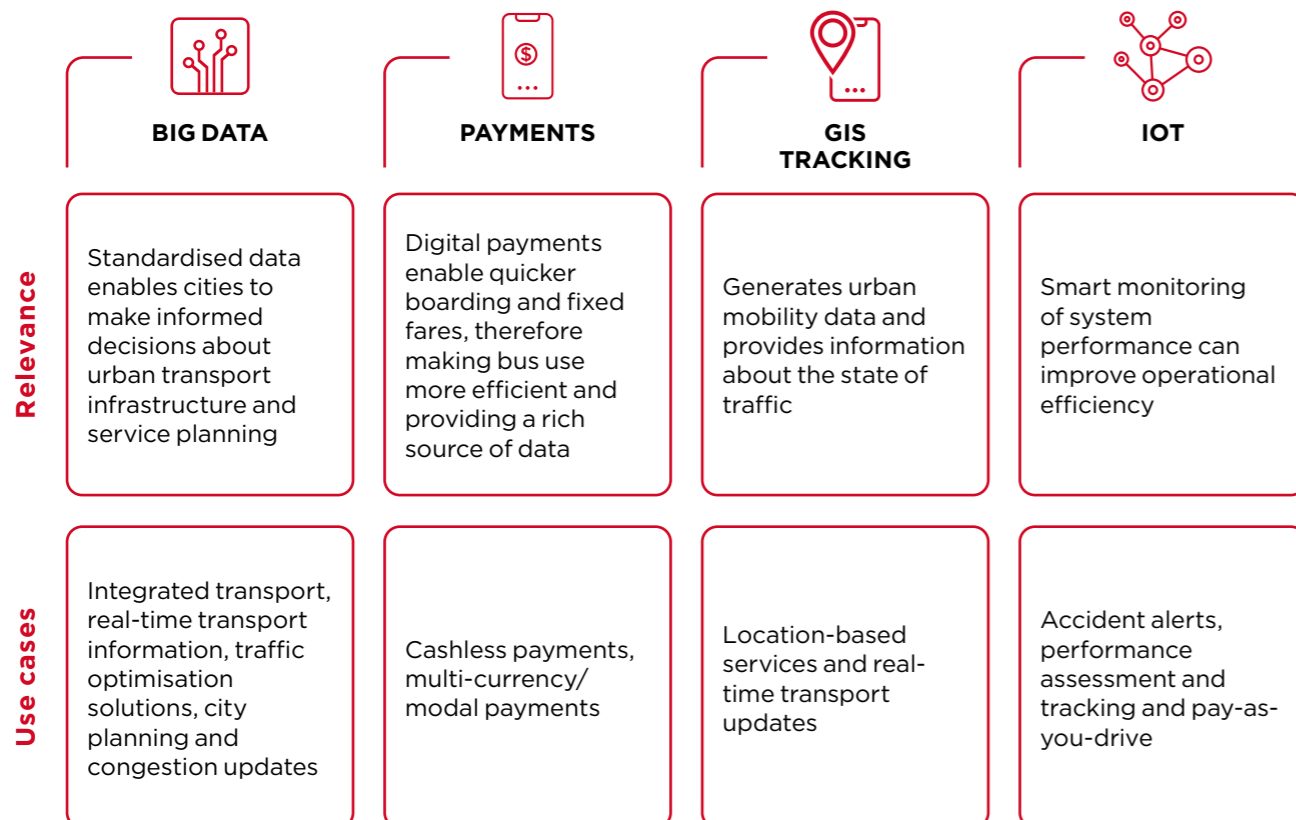 BIG DATA
PAYMENTS
GIS
TRACKING
IOT
Relevance
Standardised data
enables cities to
make informed
decisions about
urban transport
infrastructure and
service planning
Digital payments
enable quicker
boarding and fixed
fares, therefore
making bus use
more efficient and
providing a rich
source of data
Generates urban
mobility data and
provides information
about the state of
traffic
Smart monitoring
of system
performance can
improve operational
efficiency
Use cases
Integrated transport,
real-time transport
information, traffic
optimisation
solutions, city
planning and
congestion updates
Cashless payments,
multi-currency/
modal payments
Location-based
services and real-
time transport
updates
Accident alerts,
performance
assessment and
tracking and pay-as-
you-drive